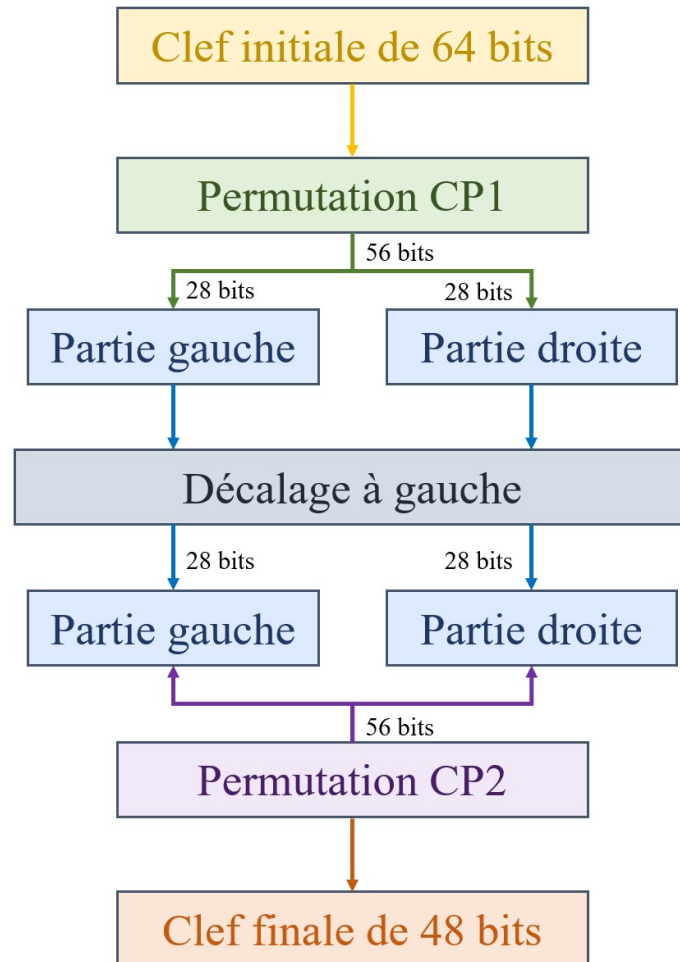 Clef initiale de 64 bits
Permutation CP1
56 bits
28 bits
28 bits
Partie gauche
Partie droite
Décalage à gauche
28 bits
28 bits
Partie gauche
Partie droite
56 bits
Permutation CP2
Clef finale de 48 bits